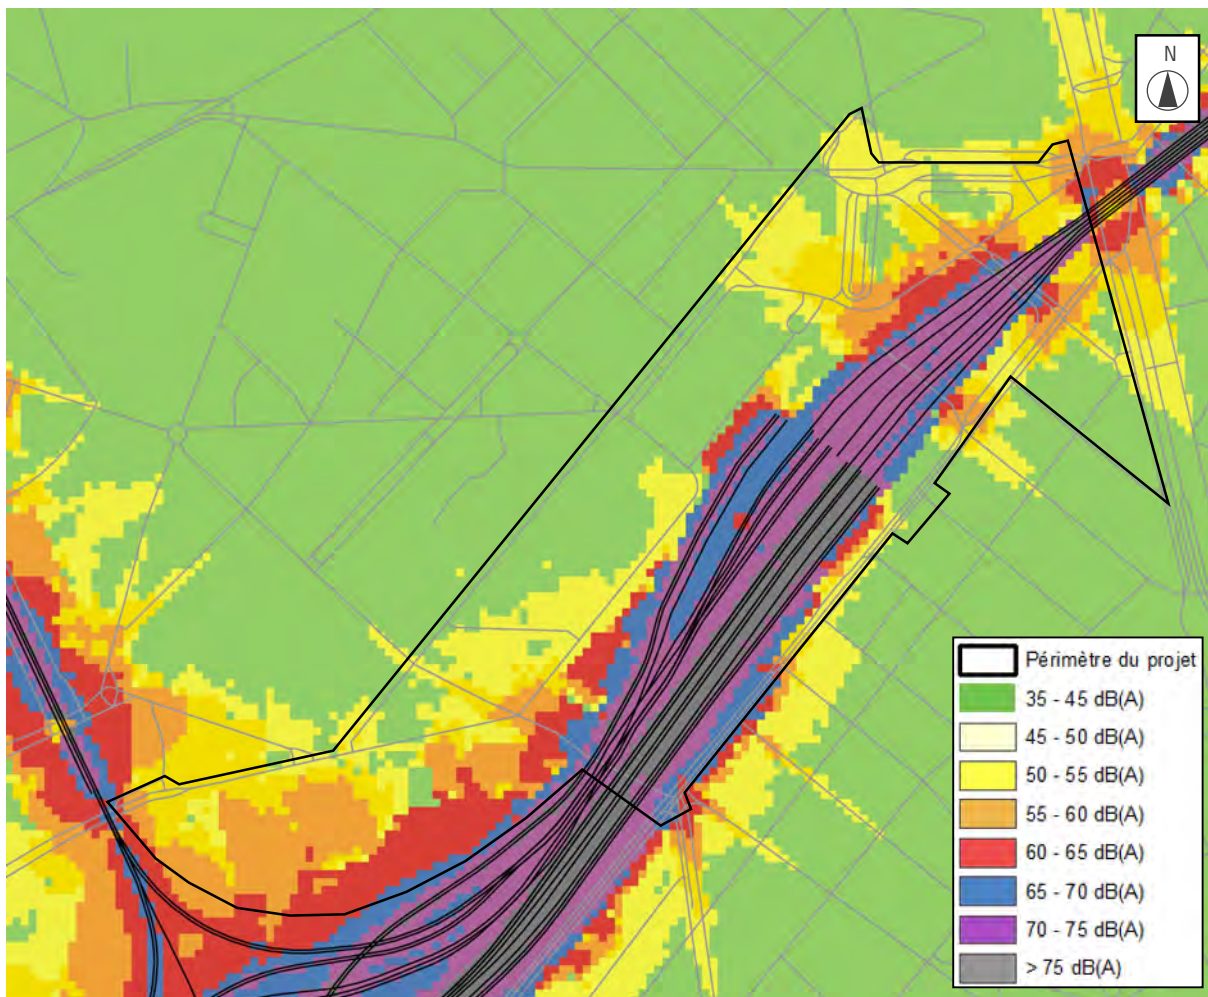 N
Périmètre du projet
35 - 45 dB(A)
45 - 50 dB(A)
50 - 55 dB(A)
55 - 60 dB(A)
60 - 65 dB(A)
65 - 70 dB(A)
70 - 75 dB(A)
> 75 dB(A)